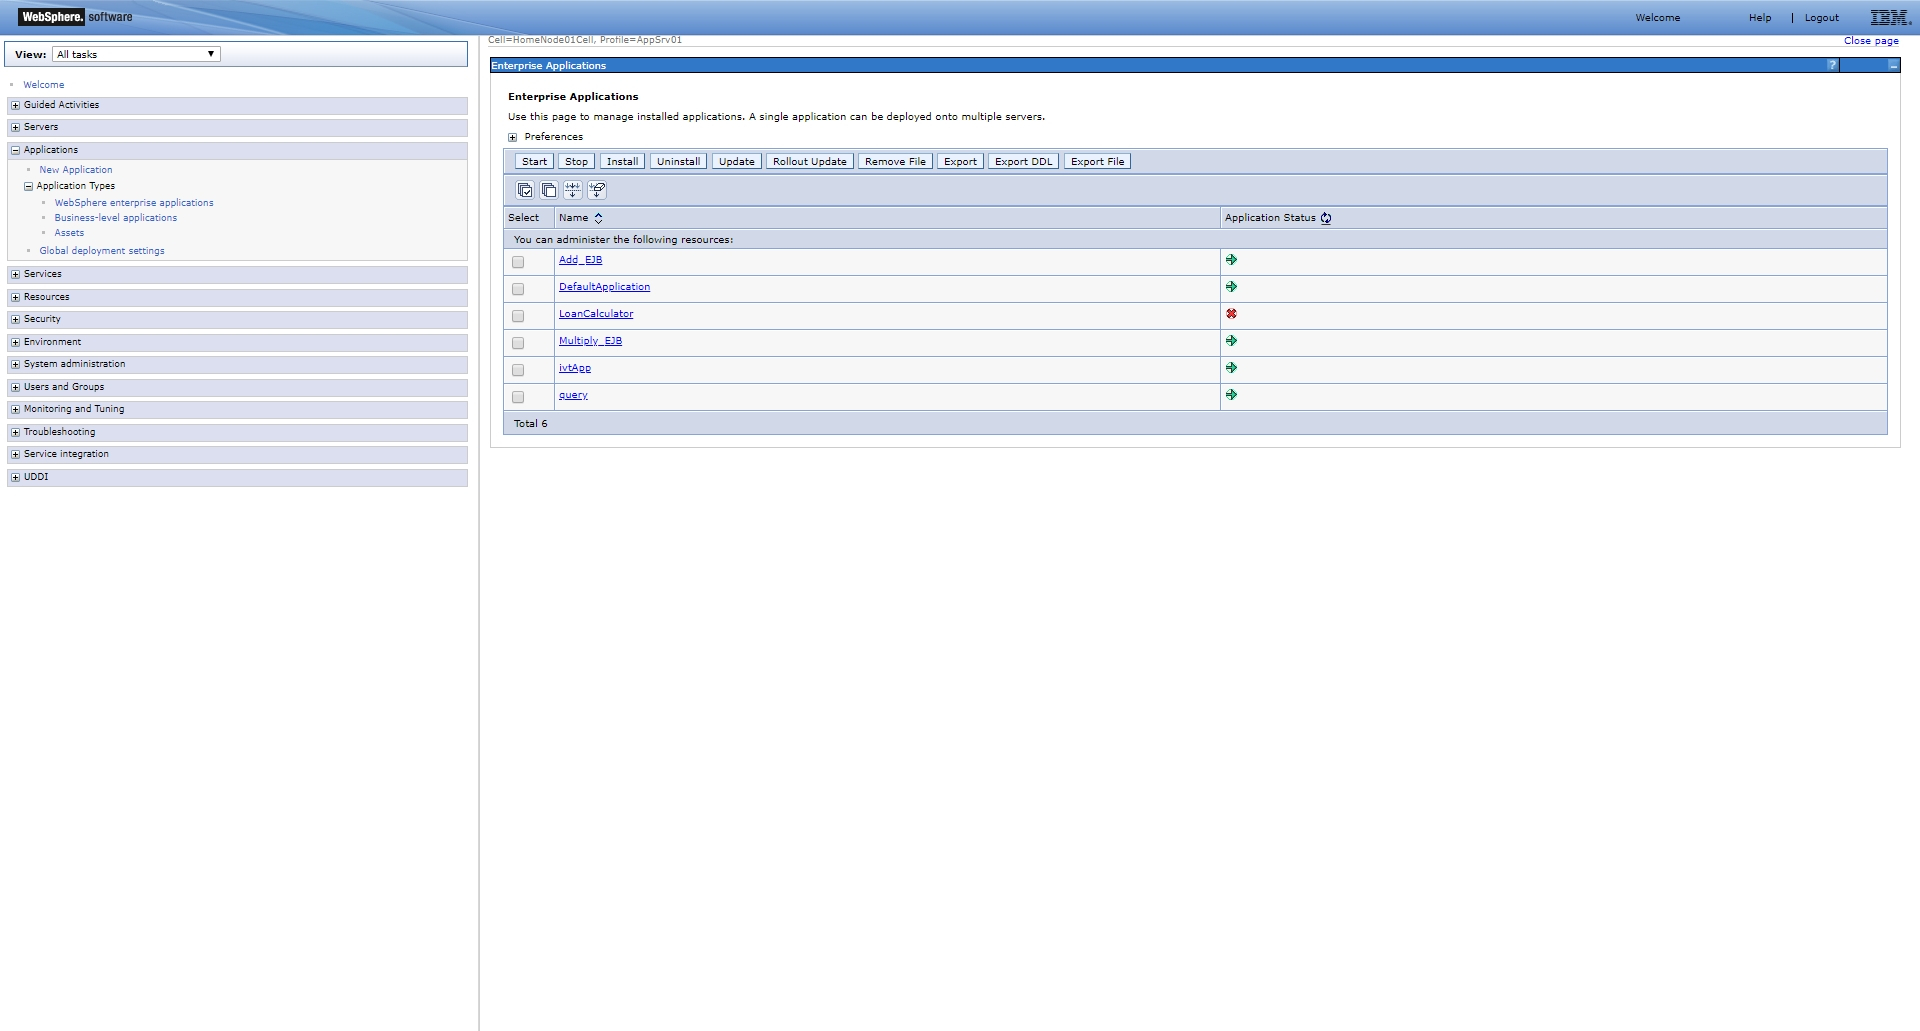 WebSphere. software
Welcome Help | Logout IBM.
View: All tasks
Cell=HomeNode01Cell, Profile=AppSrv01
Close page
Welcome
Guided Activities
Servers
Applications
New Application
Application Types
WebSphere enterprise applications
Business-level applications
Assets
Global deployment settings
Services
Resources
Security
Environment
System administration
Users and Groups
Monitoring and Tuning
Troubleshooting
Service integration
UDDI
Enterprise Applications ?
Enterprise Applications
Use this page to manage installed applications. A single application can be deployed onto multiple servers.
Preferences
Start Stop Install Uninstall Update Rollout Update Remove File Export Export DDL Export File
Select Name Application Status
You can administer the following resources:
Add_EJB
DefaultApplication
LoanCalculator
Multiply_EJB
ivtApp
query
Total 6